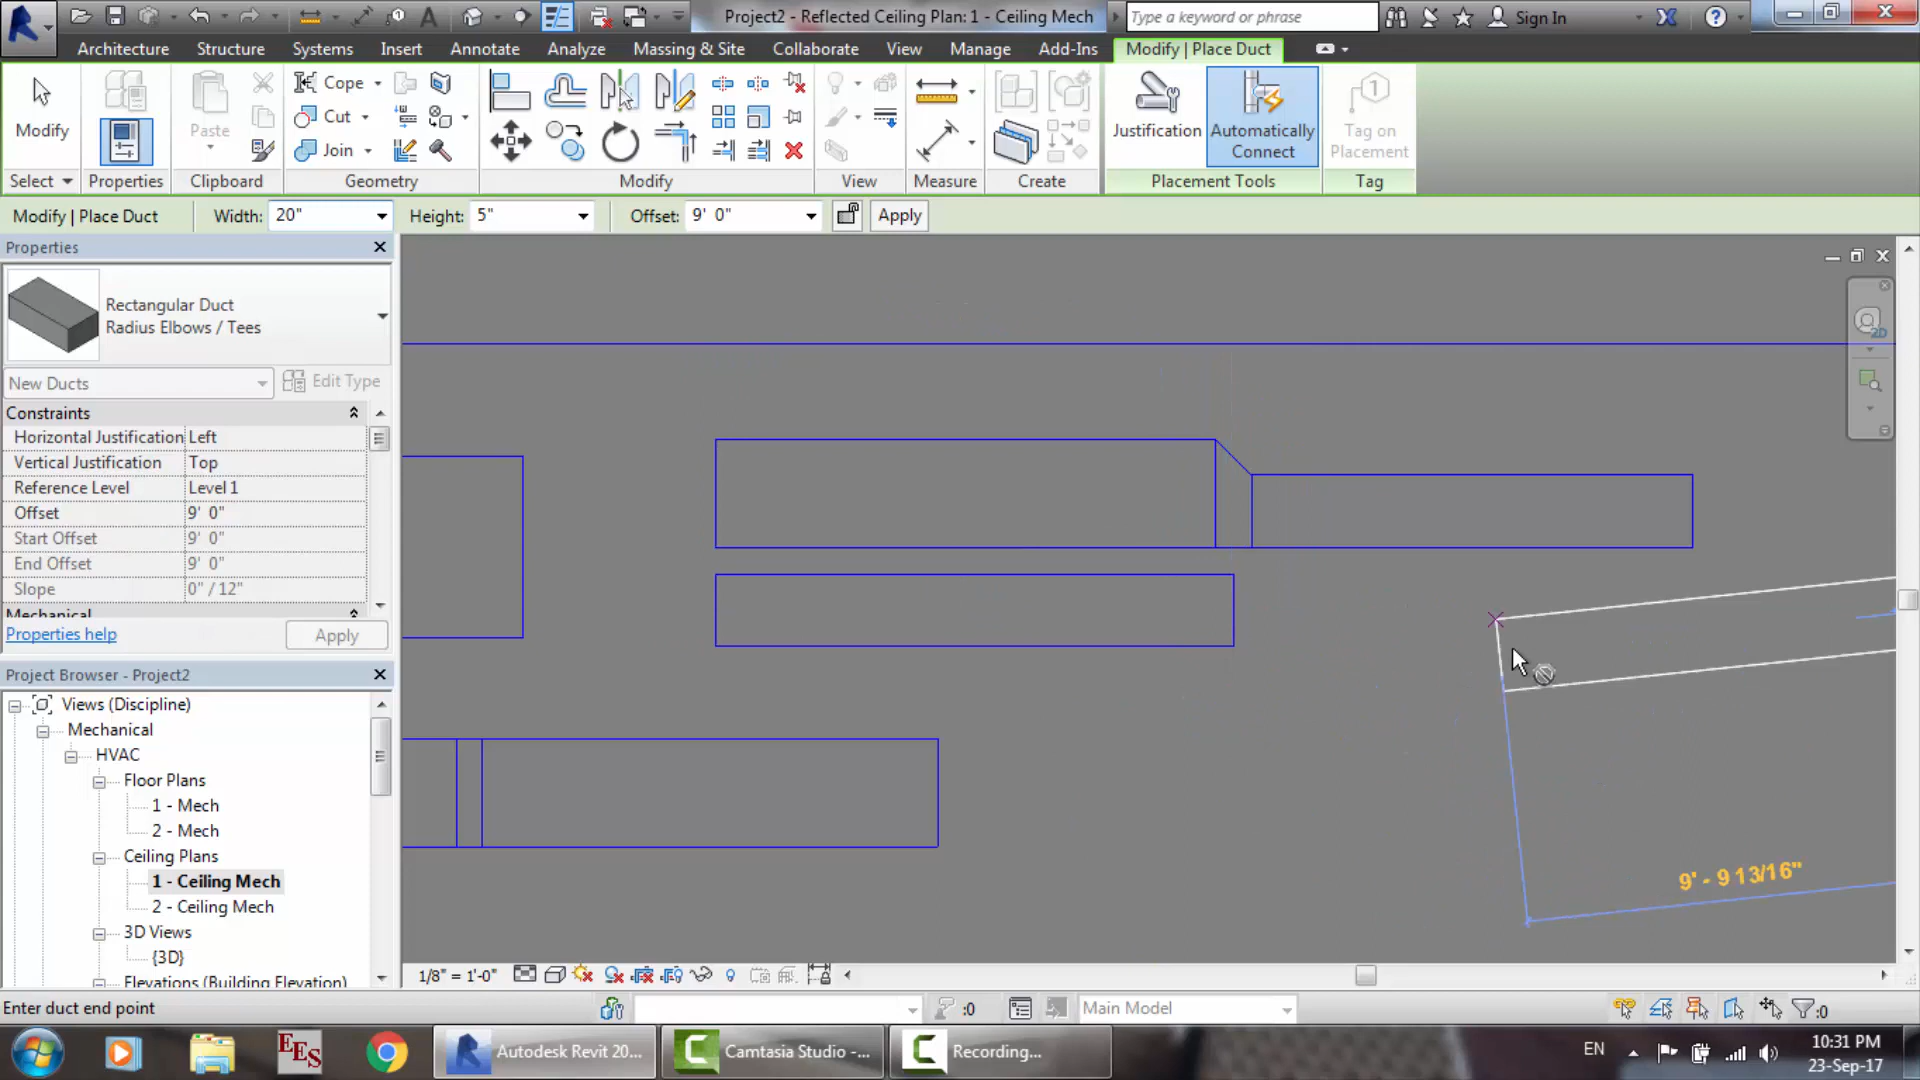 Project2 - Reflected Ceiling Plan: 1 - Ceiling Mech
Type a keyword or phrase
Sign In
Architecture
Structure
Systems
Insert
Annotate
Analyze
Massing & Site
Collaborate
View
Manage
Add-Ins
Modify | Place Duct
Modify
Paste
Cope
Cut
Join
Justification
Automatically
Connect
Tag on
Placement
Select
Properties
Clipboard
Geometry
Modify
View
Measure
Create
Placement Tools
Tag
Modify | Place Duct
Width: 20"
Height: 5"
Offset: 9' 0"
Apply
Properties
Rectangular Duct
Radius Elbows / Tees
New Ducts
Edit Type
Constraints
Horizontal Justification Left
Vertical Justification Top
Reference Level Level 1
Offset 9' 0"
Start Offset 9' 0"
End Offset 9' 0"
Slope 0" / 12"
Mechanical
Properties help
Apply
Project Browser - Project2
Views (Discipline)
Mechanical
HVAC
Floor Plans
1 - Mech
2 - Mech
Ceiling Plans
1 - Ceiling Mech
2 - Ceiling Mech
3D Views
{3D}
Elevations (Building Elevation)
2D
9' - 9 13/16"
1/8" = 1'-0"
Enter duct end point
:0
Main Model
:0
EES
Autodesk Revit 20...
Camtasia Studio -...
Recording...
EN
10:31 PM
23-Sep-17